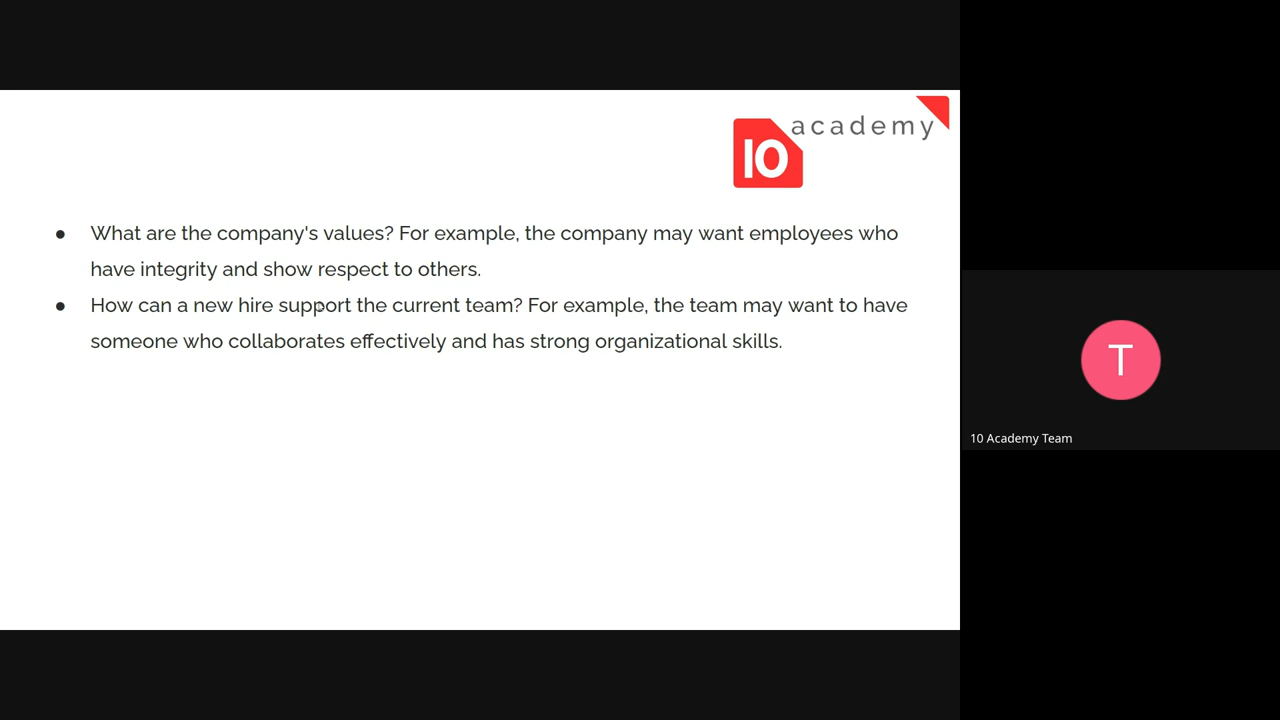 academy
10
● What are the company's values? For example, the company may want employees who
have integrity and show respect to others.
● How can a new hire support the current team? For example, the team may want to have
someone who collaborates effectively and has strong organizational skills.
T
10 Academy Team